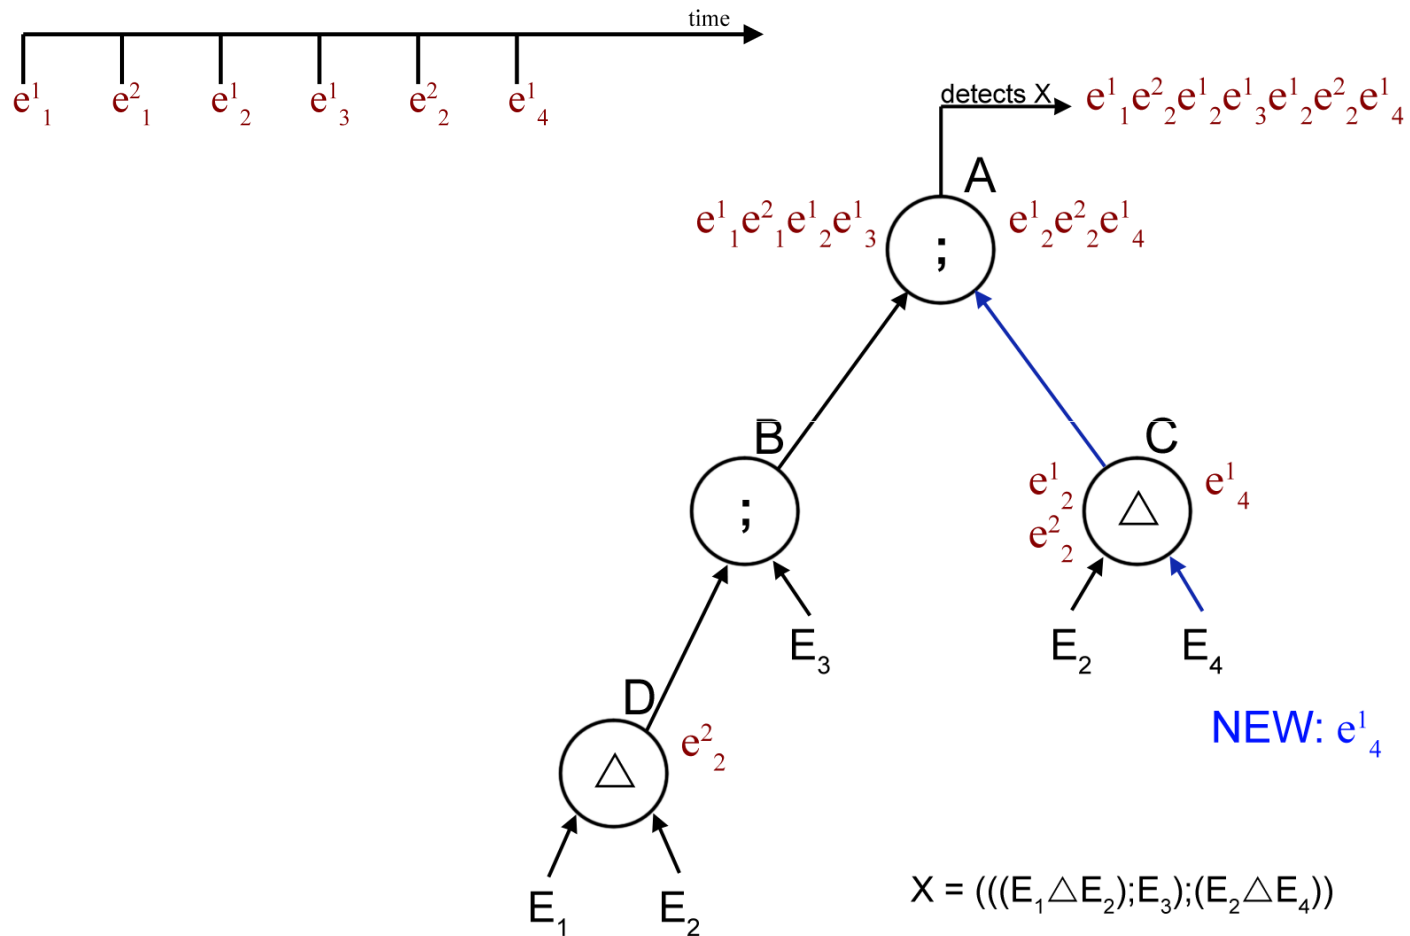 time
e¹₁ e²₁ e¹₂ e¹₃ e²₂ e¹₄
detects X e¹₁e²₂e¹₂e¹₃e¹₂e²₂e¹₄
A
e¹₁e²₁e¹₂e¹₃ ; e¹₂e²₂e¹₄
B C
e¹₂ e¹₄
; △
e²₂
E₃ E₂ E₄
D
e²₂
NEW: e¹₄
△
X = (((E₁△E₂);E₃);(E₂△E₄))
E₁ E₂